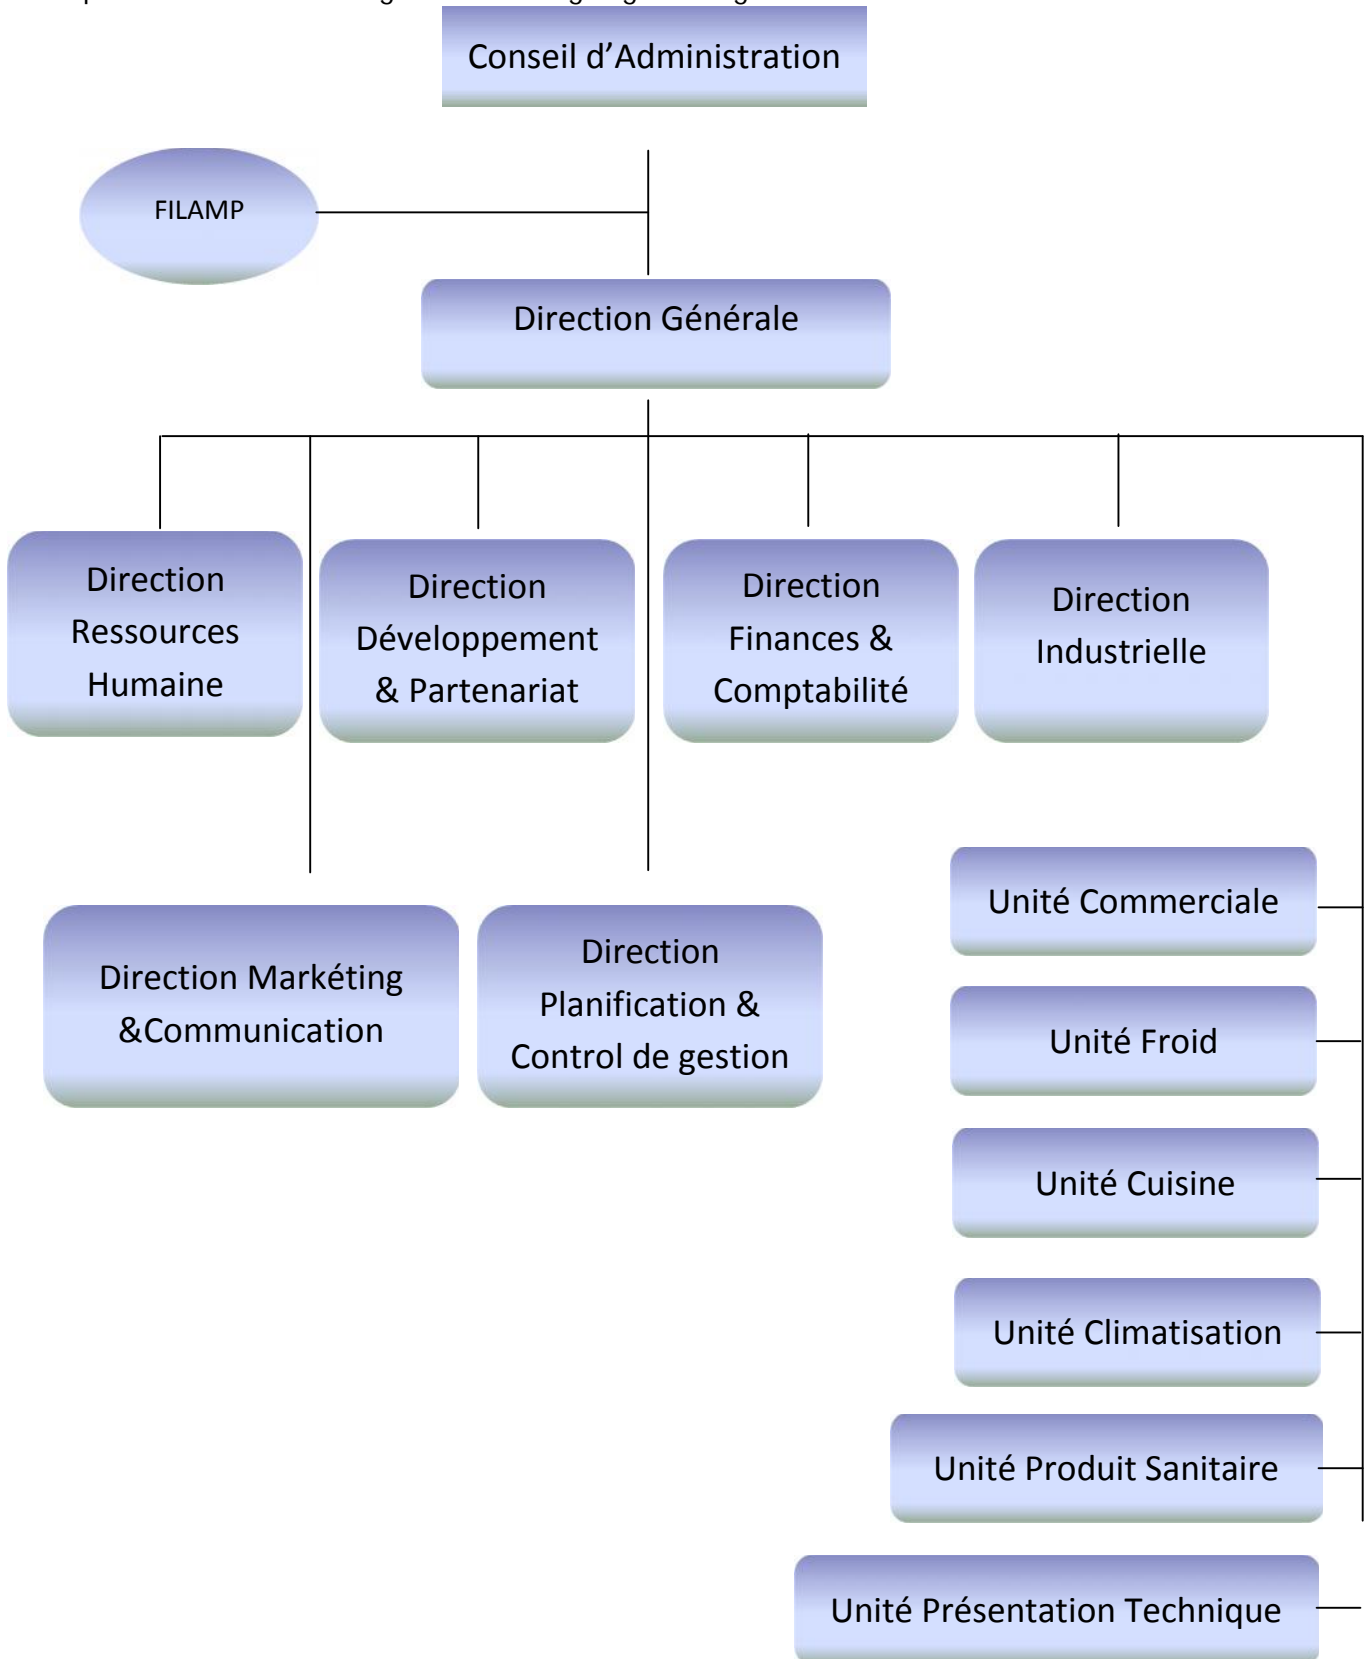 Conseil d’Administration
FILAMP
Direction Générale
Direction
Ressources
Humaine
Direction
Développement
& Partenariat
Direction
Finances &
Comptabilité
Direction
Industrielle
Direction Markéting
&Communication
Direction
Planification &
Control de gestion
Unité Commerciale
Unité Froid
Unité Cuisine
Unité Climatisation
Unité Produit Sanitaire
Unité Présentation Technique